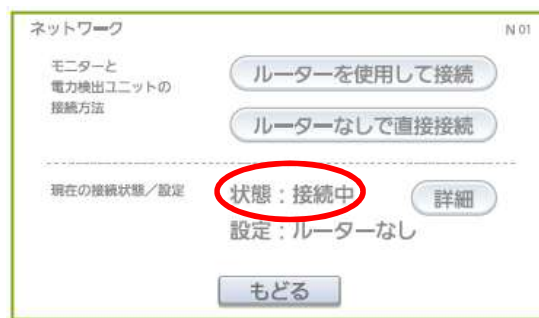 ネットワーク
N 01
モニターと
電力検出ユニットの
接続方法
ルーターを使用して接続
ルーターなしで直接接続
現在の接続状態／設定
状態：接続中
詳細
設定：ルーターなし
もどる